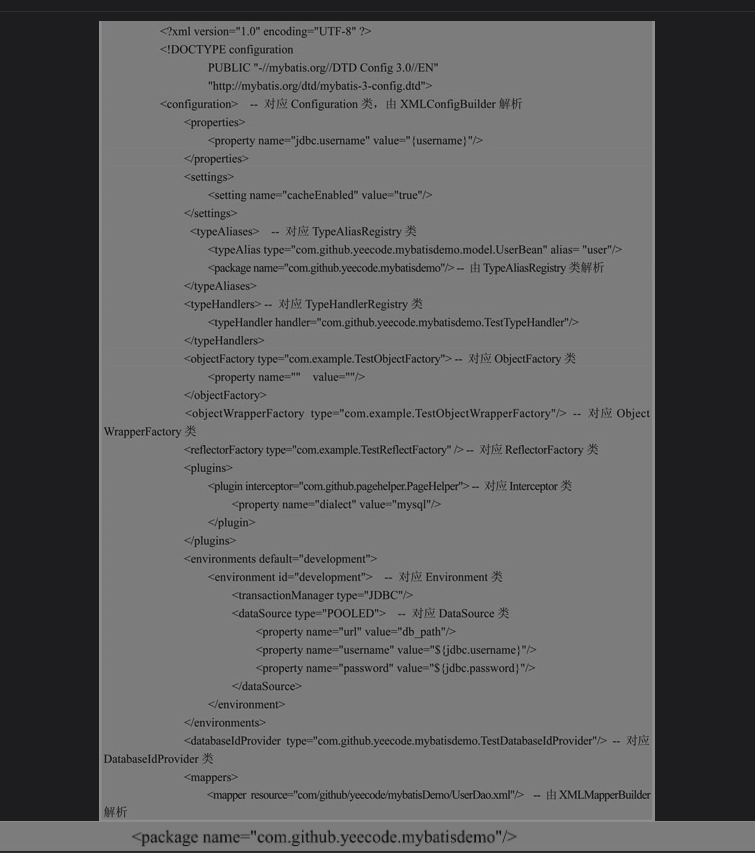 <?xml version="1.0" encoding="UTF-8" ?>
<!DOCTYPE configuration
PUBLIC "-//mybatis.org//DTD Config 3.0//EN"
"http://mybatis.org/dtd/mybatis-3-config.dtd">
<configuration> -- 对应 Configuration 类，由 XMLConfigBuilder 解析
<properties>
<property name="jdbc.username" value="{username}"/>
</properties>
<settings>
<setting name="cacheEnabled" value="true"/>
</settings>
<typeAliases> -- 对应 TypeAliasRegistry 类
<typeAlias type="com.github.yeecode.mybatisdemo.model.UserBean" alias= "user"/>
<package name="com.github.yeecode.mybatisdemo"/> -- 由 TypeAliasRegistry 类解析
</typeAliases>
<typeHandlers> -- 对应 TypeHandlerRegistry 类
<typeHandler handler="com.github.yeecode.mybatisdemo.TestTypeHandler"/>
</typeHandlers>
<objectFactory type="com.example.TestObjectFactory"> -- 对应 ObjectFactory 类
<property name="" value=""/>
</objectFactory>
<objectWrapperFactory type="com.example.TestObjectWrapperFactory"/> -- 对应 Object
WrapperFactory 类
<reflectorFactory type="com.example.TestReflectFactory" /> -- 对应 ReflectorFactory 类
<plugins>
<plugin interceptor="com.github.pagehelper.PageHelper"> -- 对应 Interceptor 类
<property name="dialect" value="mysql"/>
</plugin>
</plugins>
<environments default="development">
<environment id="development"> -- 对应 Environment 类
<transactionManager type="JDBC"/>
<dataSource type="POOLED"> -- 对应 DataSource 类
<property name="url" value="db_path"/>
<property name="username" value="${jdbc.username}"/>
<property name="password" value="${jdbc.password}"/>
</dataSource>
</environment>
</environments>
<databaseIdProvider type="com.github.yeecode.mybatisdemo.TestDatabaseIdProvider"/> -- 对应
DatabaseIdProvider 类
<mappers>
<mapper resource="com/github/yeecode/mybatisDemo/UserDao.xml"/> -- 由 XMLMapperBuilder
解析
<package name="com.github.yeecode.mybatisdemo"/>